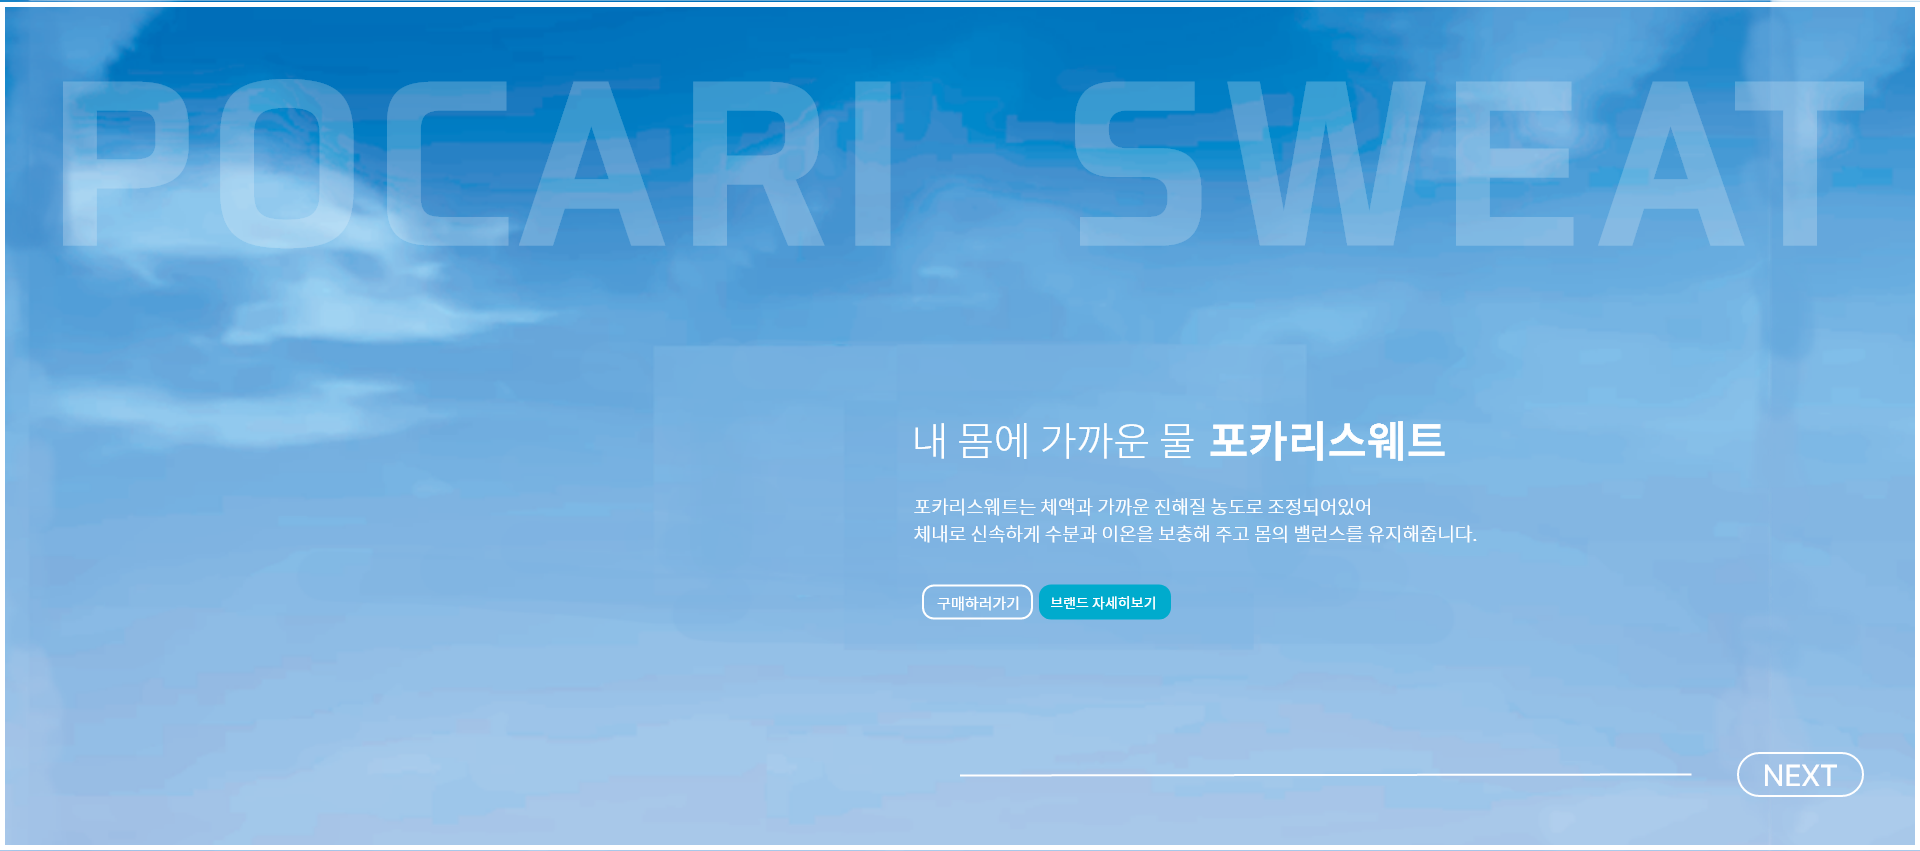 POCARI SWEAT
내 몸에 가까운 물 포카리스웨트
포카리스웨트는 체액과 가까운 진해질 농도로 조정되어있어
체내로 신속하게 수분과 이온을 보충해 주고 몸의 밸런스를 유지해줍니다.
구매하러가기 브랜드 자세히보기
NEXT